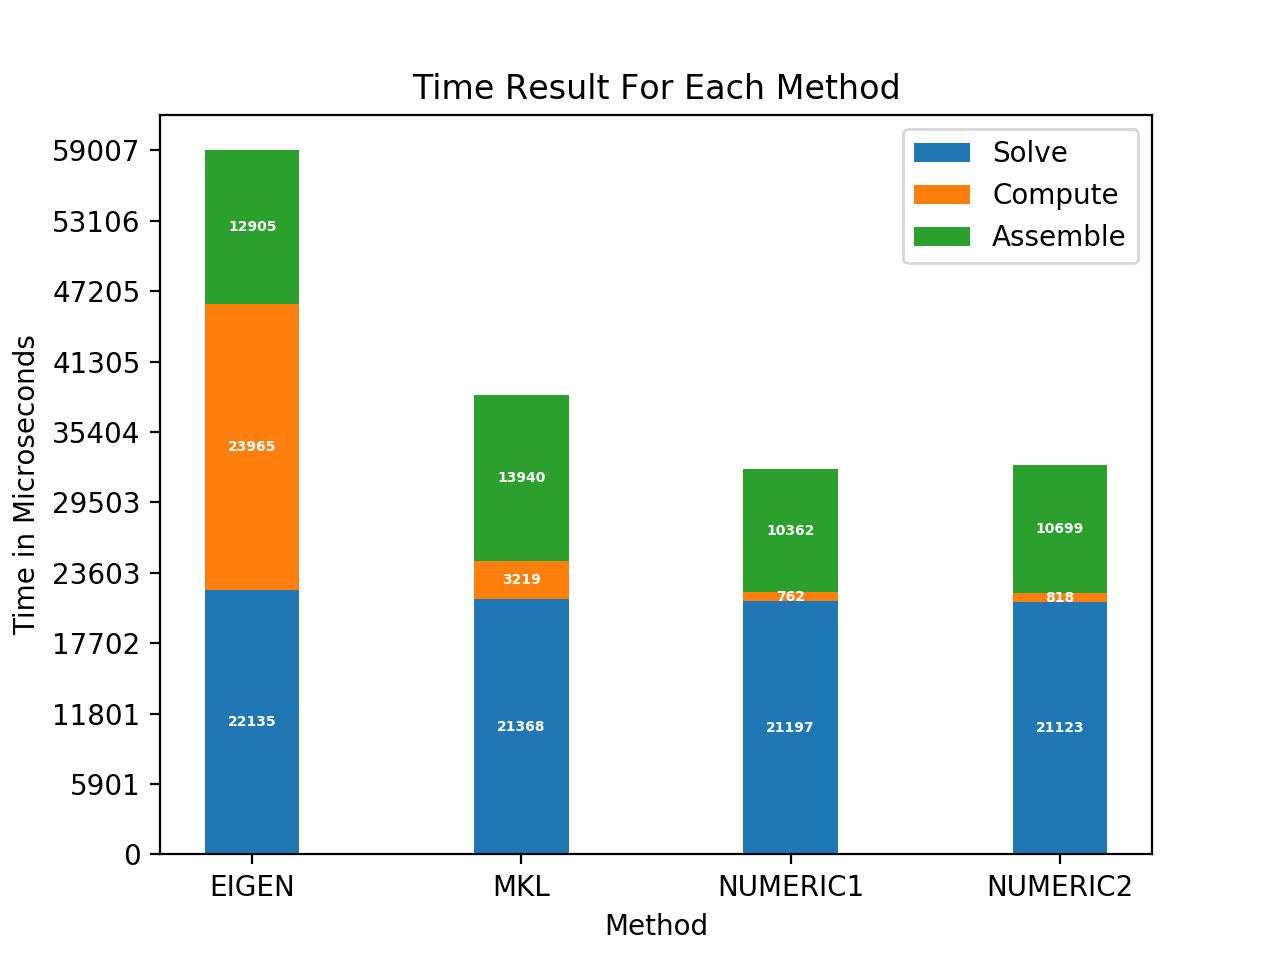 Time Result For Each Method
Solve
Compute
Assemble
Time in Microseconds
59007
53106
47205
41305
35404
29503
23603
17702
11801
5901
0
12905
23965
22135
13940
3219
21368
10362
762
21197
10699
818
21123
EIGEN
MKL
NUMERIC1
NUMERIC2
Method